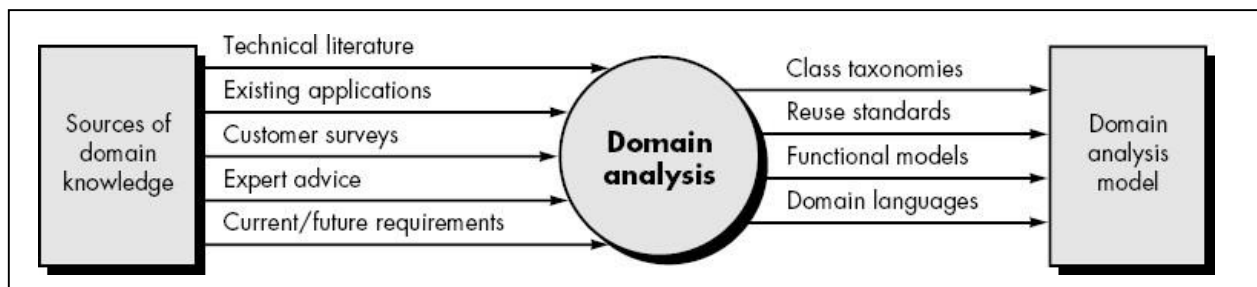 Sources of
domain
knowledge
Technical literature
Existing applications
Customer surveys
Expert advice
Current/future requirements
Domain
analysis
Class taxonomies
Reuse standards
Functional models
Domain languages
Domain
analysis
model